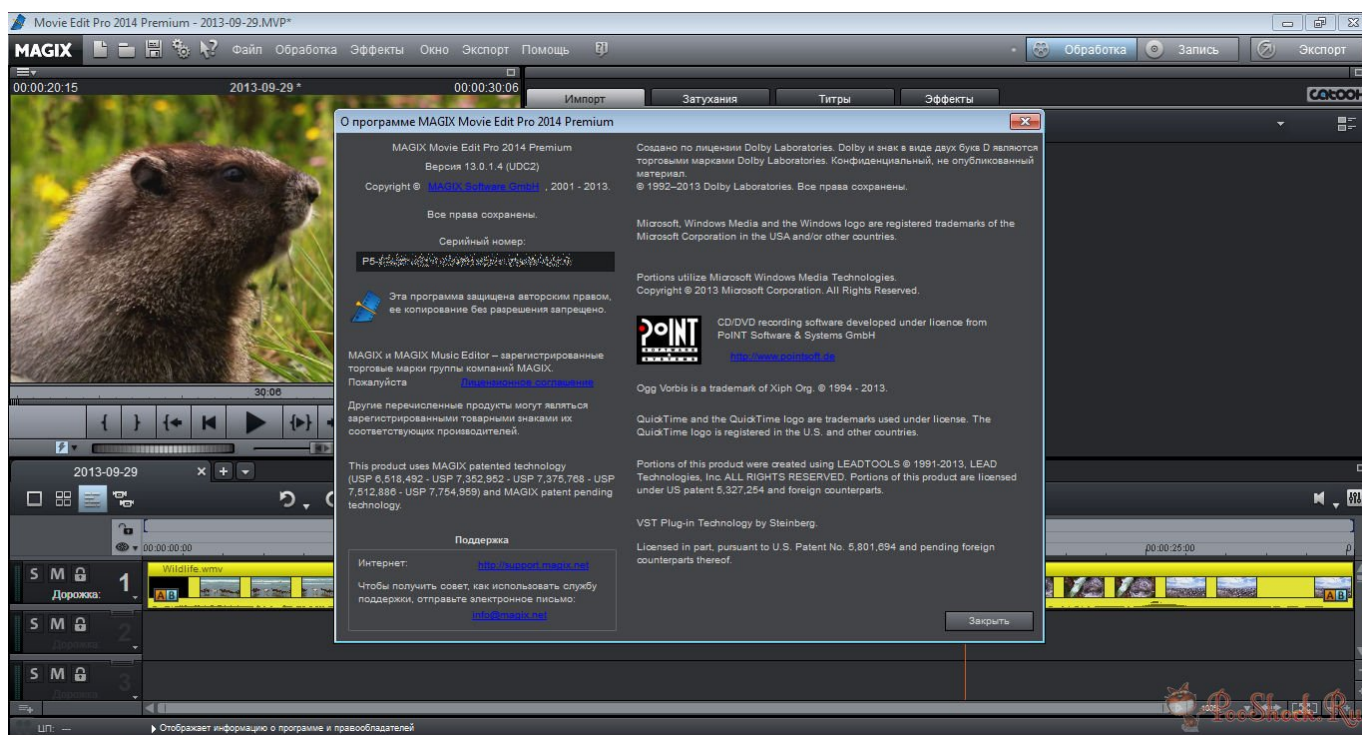 Movie Edit Pro 2014 Premium - 2013-09-29.MVP*
MAGIX Файл Обработка Эффекты Окно Экспорт Помощь
Обработка Запись Экспорт
00:00:20:15 2013-09-29 * 00:00:30:06
Импорт Затухания Титры Эффекты
О программе MAGIX Movie Edit Pro 2014 Premium
MAGIX Movie Edit Pro 2014 Premium
Версия 13.0.1.4 (UDC2)
Copyright © MAGIX Software GmbH , 2001 - 2013.
Все права сохранены.
Серийный номер:
P5-
Эта программа защищена авторским правом,
ее копирование без разрешения запрещено.
MAGIX и MAGIX Music Editor – зарегистрированные
торговые марки группы компаний MAGIX.
Пожалуйста Лицензионное соглашение
Другие перечисленные продукты могут являться
зарегистрированными товарными знаками их
соответствующих производителей.
This product uses MAGIX patented technology
(USP 6,518,492 - USP 7,352,952 - USP 7,375,768 - USP
7,512,886 - USP 7,754,959) and MAGIX patent pending
technology.
Поддержка
Интернет: http://support.magix.net
Чтобы получить совет, как использовать службу
поддержки, отправьте электронное письмо:
info@magix.net
Создано по лицензии Dolby Laboratories. Dolby и знак в виде двух букв D являются
торговыми марками Dolby Laboratories. Конфиденциальный, не опубликованный
материал.
© 1992–2013 Dolby Laboratories. Все права сохранены.
Microsoft, Windows Media and the Windows logo are registered trademarks of the
Microsoft Corporation in the USA and/or other countries.
Portions utilize Microsoft Windows Media Technologies.
Copyright © 2013 Microsoft Corporation. All Rights Reserved.
PoINT
SOFTWARE
SYSTEMS
CD/DVD recording software developed under licence from
PoINT Software & Systems GmbH
http://www.pointsoft.de
Ogg Vorbis is a trademark of Xiph Org. © 1994 - 2013.
QuickTime and the QuickTime logo are trademarks used under license. The
QuickTime logo is registered in the U.S. and other countries.
Portions of this product were created using LEADTOOLS © 1991-2013, LEAD
Technologies, Inc. ALL RIGHTS RESERVED. Portions of this product are licensed
under US patent 5,327,254 and foreign counterparts.
VST Plug-in Technology by Steinberg.
Licensed in part, pursuant to U.S. Patent No. 5,801,694 and pending foreign
counterparts thereof.
Закрыть
30:06
2013-09-29
00:00:00:00
00:00:25:00
S M 1
Дорожка:
Wildlife.wmv
AB
AB
S M 2
Дорожка:
S M 3
Дорожка:
100%
PooShock.Ru
ЦП: —
Отображает информацию о программе и правообладателей